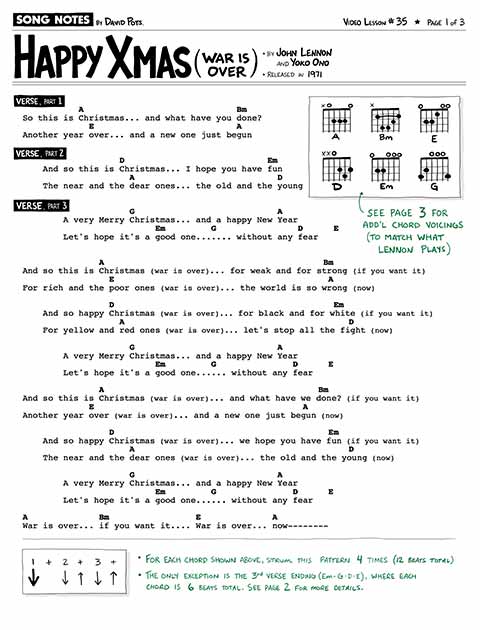 SONG NOTES BY DAVID POTS. VIDEO LESSON #35 ★ PAGE 1 OF 3
HAPPY XMAS (WAR IS OVER) • BY JOHN LENNON AND YOKO ONO
• RELEASED IN 1971
VERSE, PART 1
A Bm
So this is Christmas... and what have you done?
E A
Another year over... and a new one just begun
VERSE, PART 2
D Em
And so this is Christmas... I hope you have fun
A D
The near and the dear ones... the old and the young
VERSE, PART 3
G A
A very Merry Christmas... and a happy New Year
Em G D E
Let's hope it's a good one....... without any fear
XO O X O OO
A Bm E
XXO O OOO OOO
D Em G
SEE PAGE 3 FOR
ADD'L CHORD VOICINGS
(TO MATCH WHAT
LENNON PLAYS)
A Bm
And so this is Christmas (war is over)... for weak and for strong (if you want it)
E A
For rich and the poor ones (war is over)... the world is so wrong (now)
D Em
And so happy Christmas (war is over)... for black and for white (if you want it)
A D
For yellow and red ones (war is over)... let's stop all the fight (now)
G A
A very Merry Christmas... and a happy New Year
Em G D E
Let's hope it's a good one...... without any fear
A Bm
And so this is Christmas (war is over)... and what have we done? (if you want it)
E A
Another year over (war is over)... and a new one just begun (now)
D Em
And so happy Christmas (war is over)... we hope you have fun (if you want it)
A D
The near and the dear ones (war is over)... the old and the young (now)
G A
A very Merry Christmas... and a happy New Year
Em G D E
Let's hope it's a good one...... without any fear
A Bm E A
War is over... if you want it.... War is over... now--------
1 + 2 + 3 +
↓ ↓ ↑ ↓ ↑
• FOR EACH CHORD SHOWN ABOVE, STRUM THIS PATTERN 4 TIMES (12 BEATS TOTAL)
• THE ONLY EXCEPTION IS THE 3RD VERSE ENDING (Em-G-D-E), WHERE EACH
CHORD IS 6 BEATS TOTAL. SEE PAGE 2 FOR MORE DETAILS.